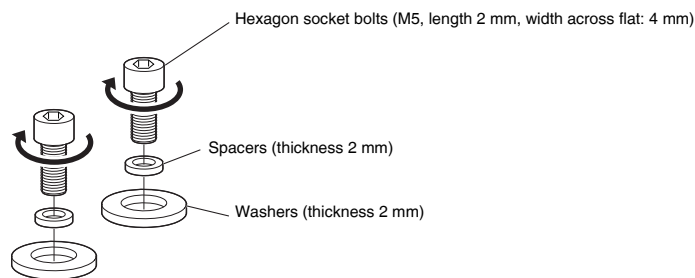 Hexagon socket bolts (M5, length 2 mm, width across flat: 4 mm)
Spacers (thickness 2 mm)
Washers (thickness 2 mm)